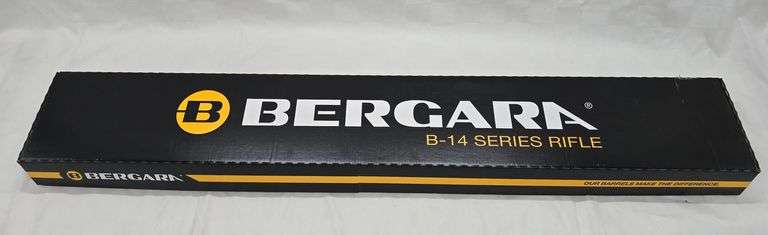 B BERGARA®
B-14 SERIES RIFLE
B BERGARA
OUR BARRELS MAKE THE DIFFERENCE.